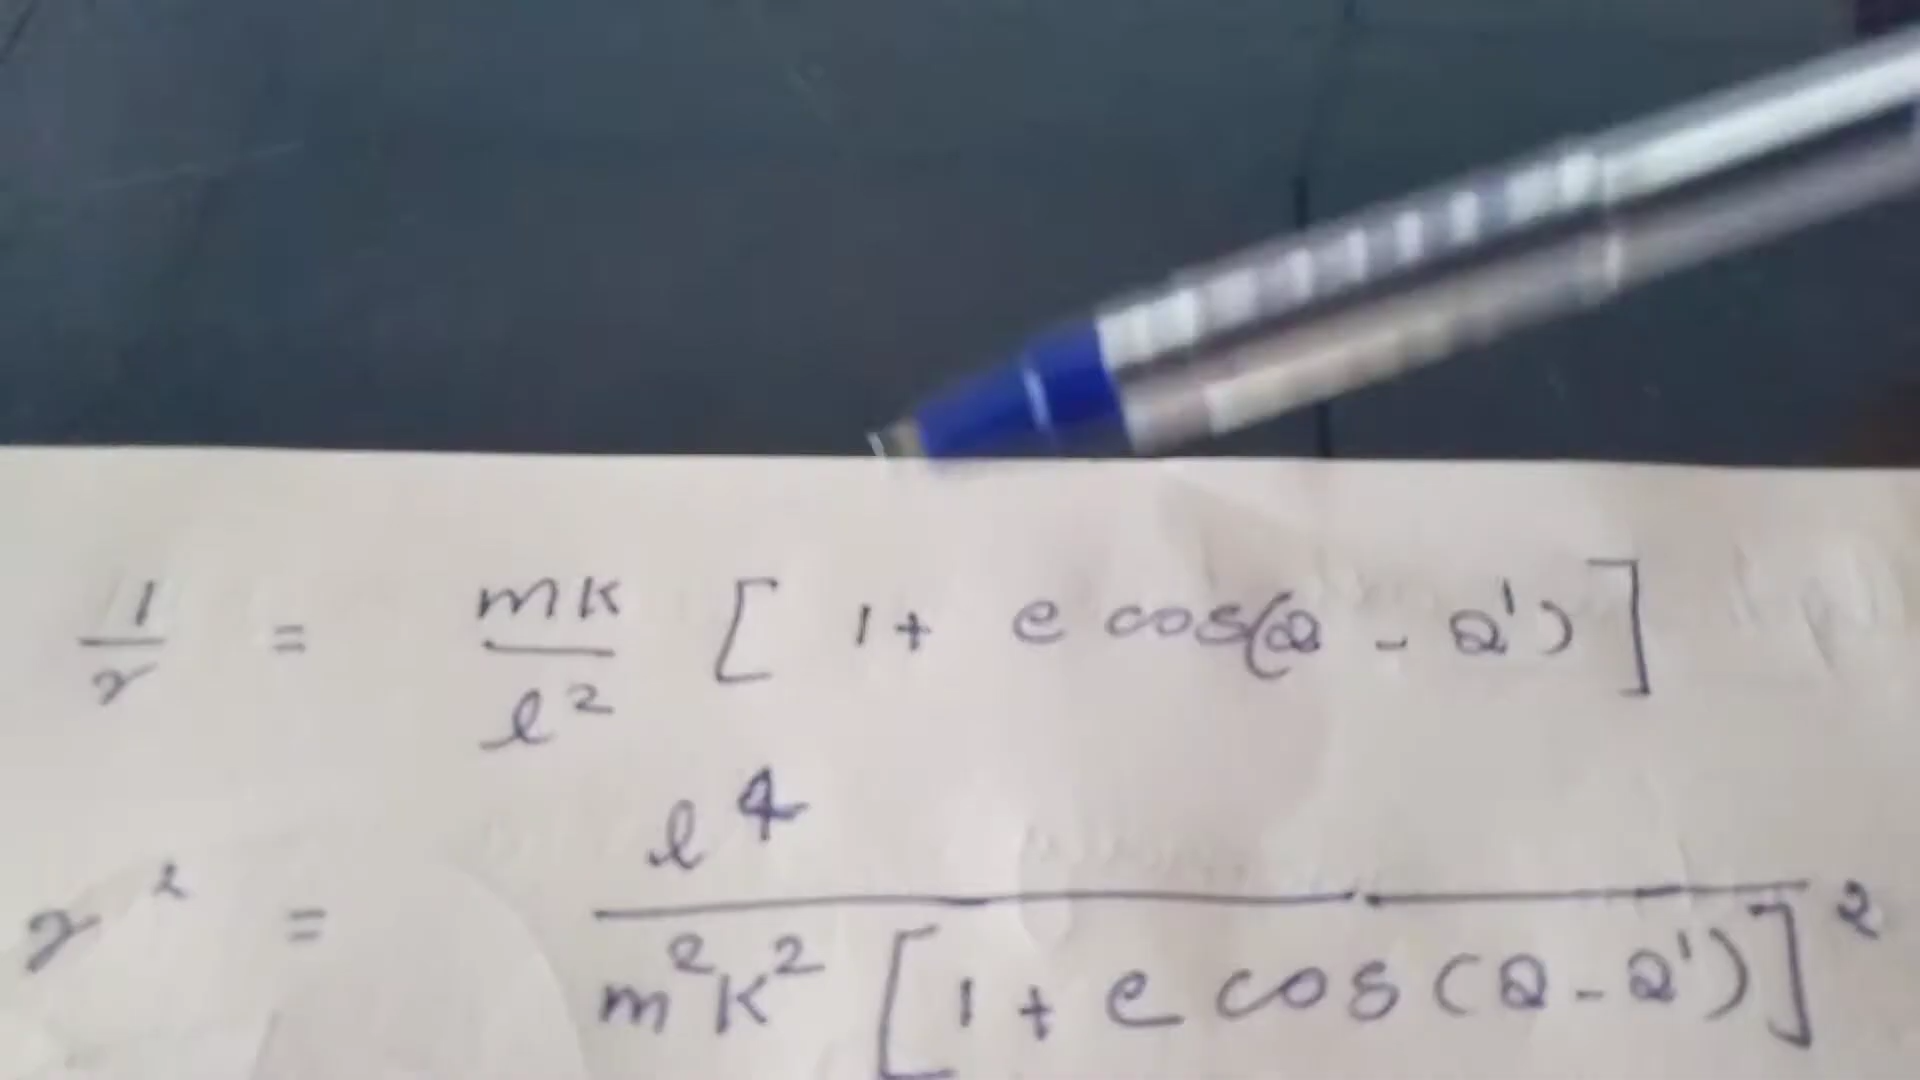 1/r = mk/l² [ 1 + e cos(θ - θ') ]
r² = l⁴ / m²k² [ 1 + e cos(θ - θ') ]²